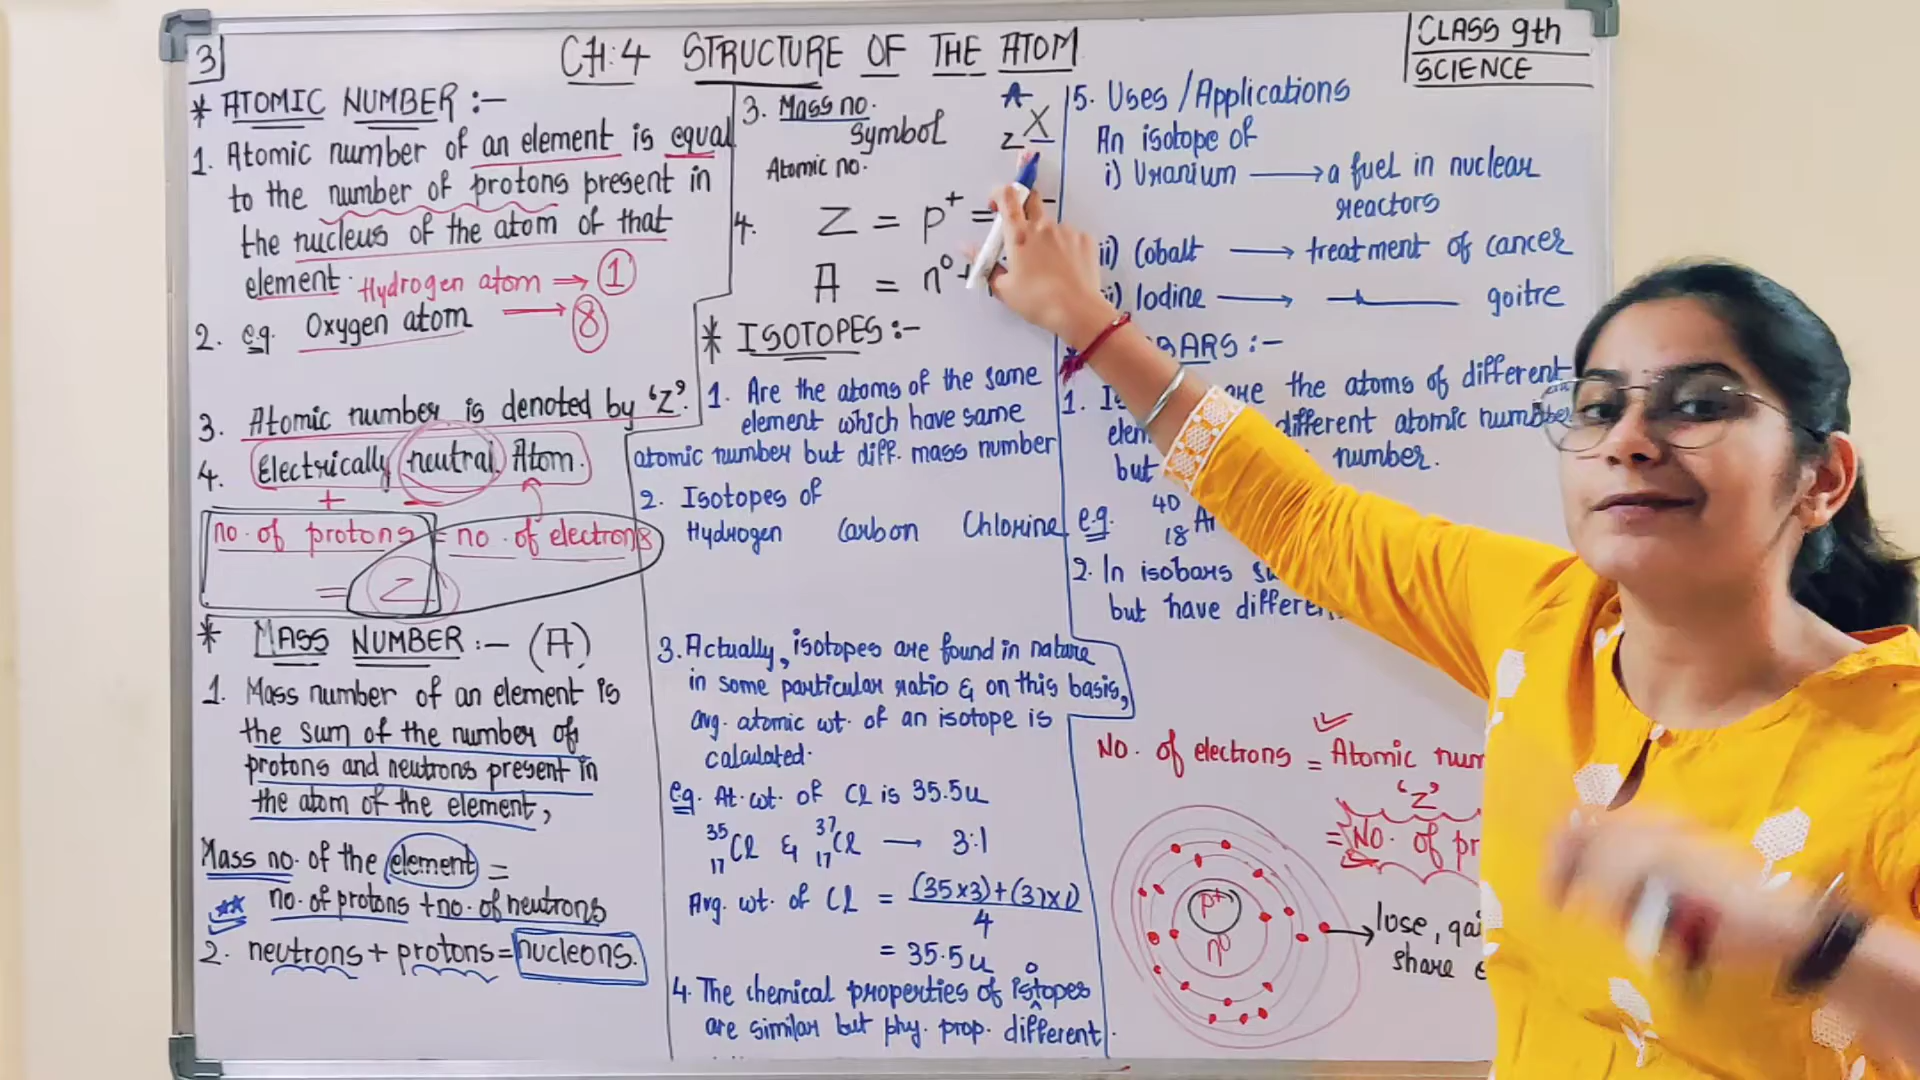 3
CH:4 STRUCTURE OF THE ATOM
CLASS 9th
SCIENCE
* ATOMIC NUMBER :-
1. Atomic number of an element is equal
to the number of protons present in
the nucleus of the atom of that
element. Hydrogen atom → 1
2. e.g. Oxygen atom → 8
3. Atomic number is denoted by 'Z'.
4. Electrically neutral Atom.
+ -
no. of protons = no. of electrons
= Z
* MASS NUMBER :- (A)
1. Mass number of an element is
the sum of the number of
protons and neutrons present in
the atom of the element,
Mass no. of the element =
no. of protons + no. of neutrons
2. neutrons + protons = nucleons.
3. Mass no.
Symbol
Atomic no.
A
X
Z
4. Z = p+ =
A = n0 +
* ISOTOPES :-
1. Are the atoms of the same
element which have same
atomic number but diff. mass number
2. Isotopes of
Hydrogen Carbon Chlorine
3. Actually, isotopes are found in nature
in some particular ratio & on this basis,
avg. atomic wt. of an isotope is
calculated.
eg. At. wt. of Cl is 35.5u
35 17 Cl & 37 17 Cl — 3:1
Avg. wt. of Cl = (35×3)+(37×1)
4
= 35.5u
4. The chemical properties of isotopes
are similar but phy. prop. different.
5. Uses / Applications
An isotope of
i) Uranium → a fuel in nuclear
reactors
ii) Cobalt → treatment of cancer
Iodine → goitre
BARS :-
1. are the atoms of different
different atomic number
but number.
e.g. 40 18
2. In isobars
but have
No. of electrons = Atomic
'Z'
= No. of
p+
n0
lose,
share